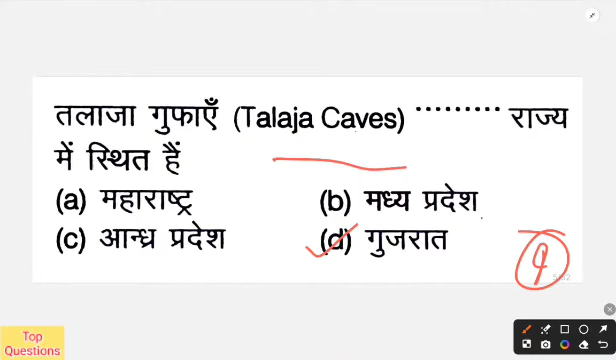 तलाजा गुफाएँ (Talaja Caves) ········· राज्य
में स्थित हैं
(a) महाराष्ट्र (b) मध्य प्रदेश
(c) आन्ध्र प्रदेश (d) गुजरात
Top
Questions